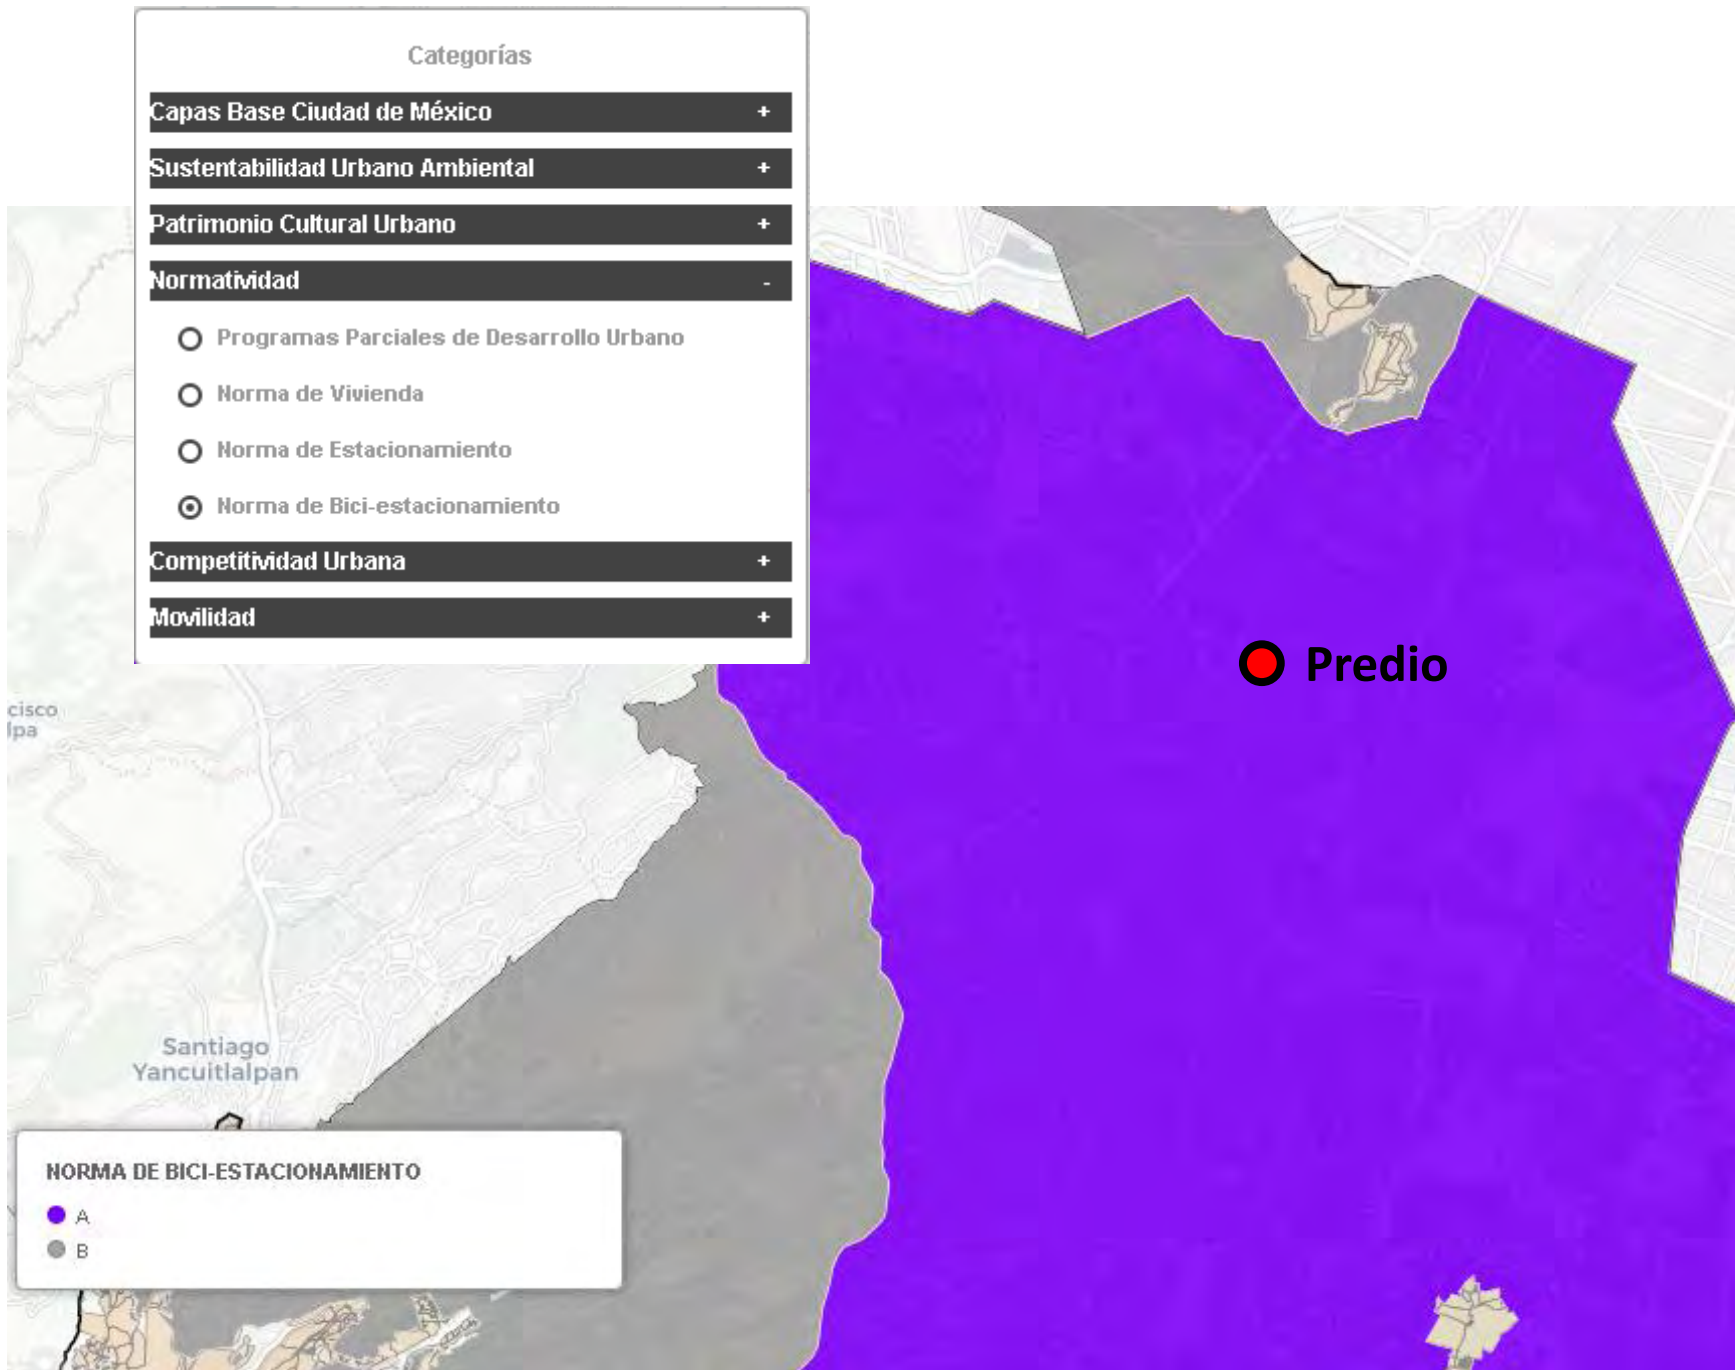 Categorías
Capas Base Ciudad de México +
Sustentabilidad Urbano Ambiental +
Patrimonio Cultural Urbano +
Normatividad -
Programas Parciales de Desarrollo Urbano
Norma de Vivienda
Norma de Estacionamiento
Norma de Bici-estacionamiento
Competitividad Urbana +
Movilidad +
Predio
cisco
lpa
Santiago
Yancuitlalpan
NORMA DE BICI-ESTACIONAMIENTO
A
B